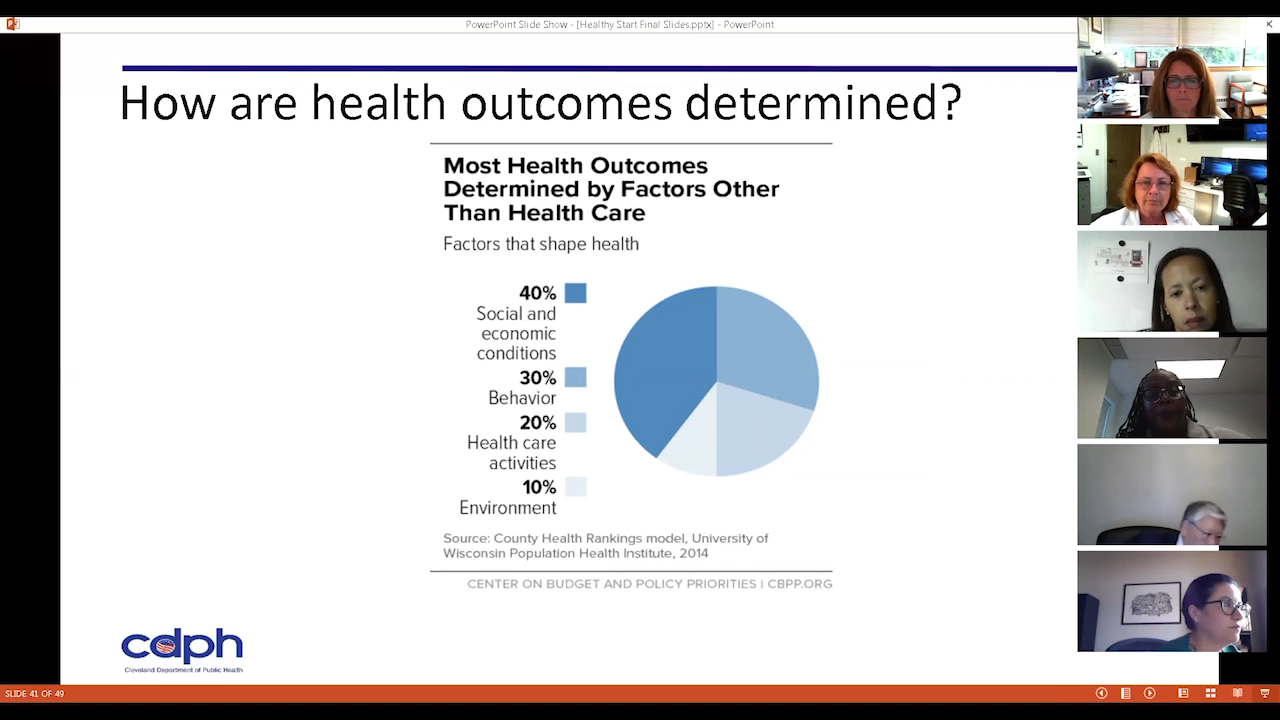 PowerPoint Slide Show - [Healthy Start Final Slides.pptx] - PowerPoint
How are health outcomes determined?
Most Health Outcomes
Determined by Factors Other
Than Health Care
Factors that shape health
40%
Social and
economic
conditions
30%
Behavior
20%
Health care
activities
10%
Environment
Source: County Health Rankings model, University of
Wisconsin Population Health Institute, 2014
CENTER ON BUDGET AND POLICY PRIORITIES | CBPP.ORG
cdph
Cleveland Department of Public Health
SLIDE 41 OF 49